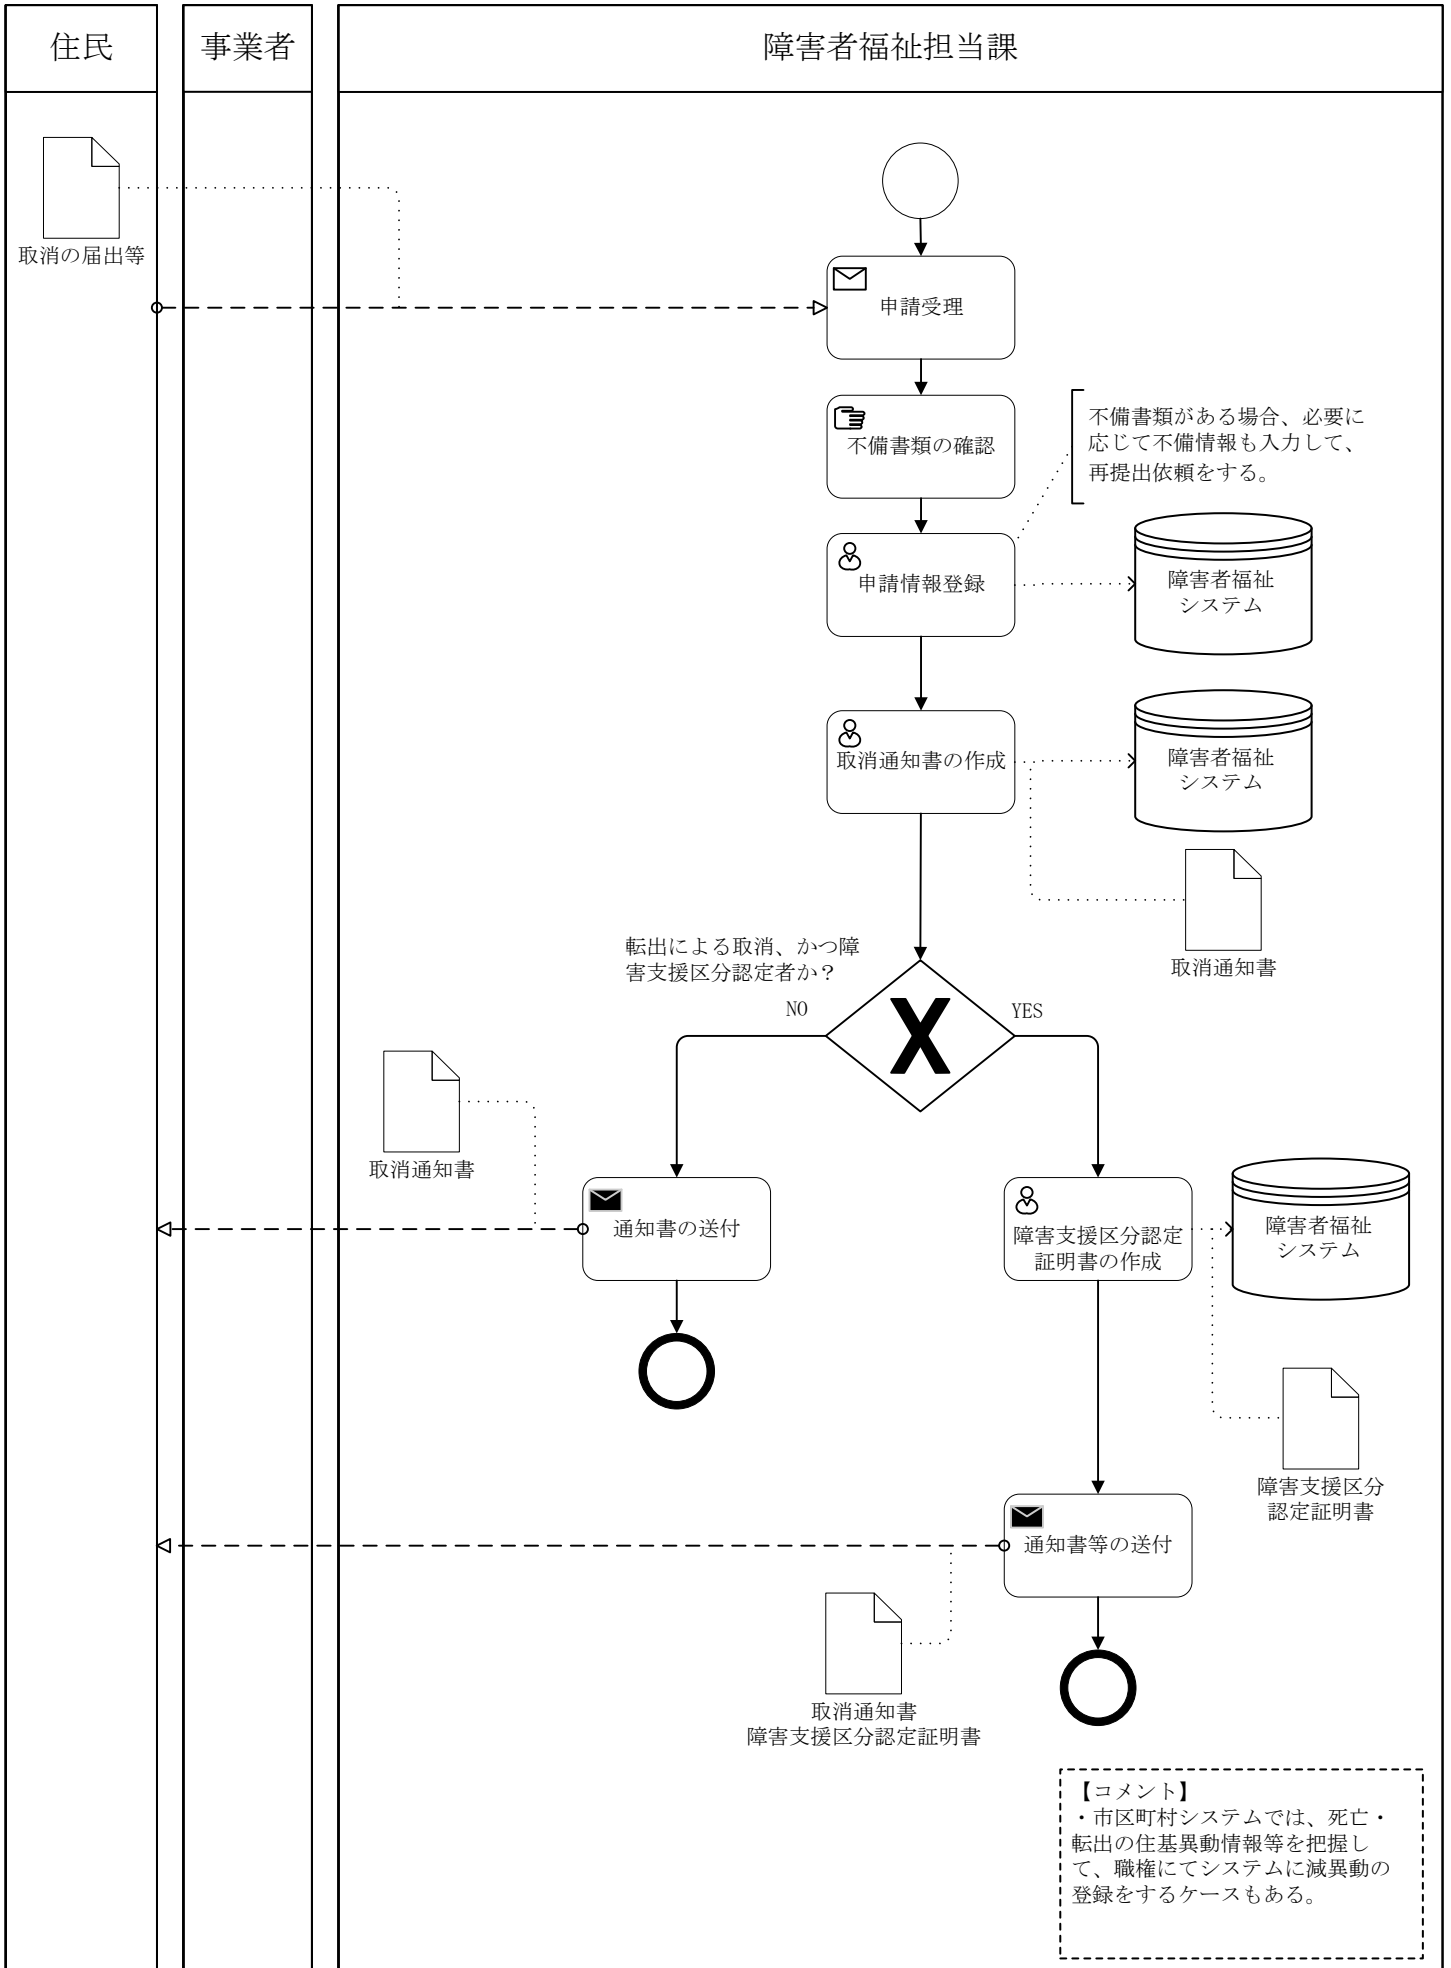 住民
事業者
障害者福祉担当課
取消の届出等
申請受理
不備書類の確認
不備書類がある場合、必要に
応じて不備情報も入力して、
再提出依頼をする。
申請情報登録
障害者福祉
システム
取消通知書の作成
障害者福祉
システム
取消通知書
転出による取消、かつ障
害支援区分認定者か？
NO
YES
取消通知書
通知書の送付
障害支援区分認定
証明書の作成
障害者福祉
システム
障害支援区分
認定証明書
通知書等の送付
取消通知書
障害支援区分認定証明書
【コメント】
・市区町村システムでは、死亡・
転出の住基異動情報等を把握し
て、職権にてシステムに減異動の
登録をするケースもある。